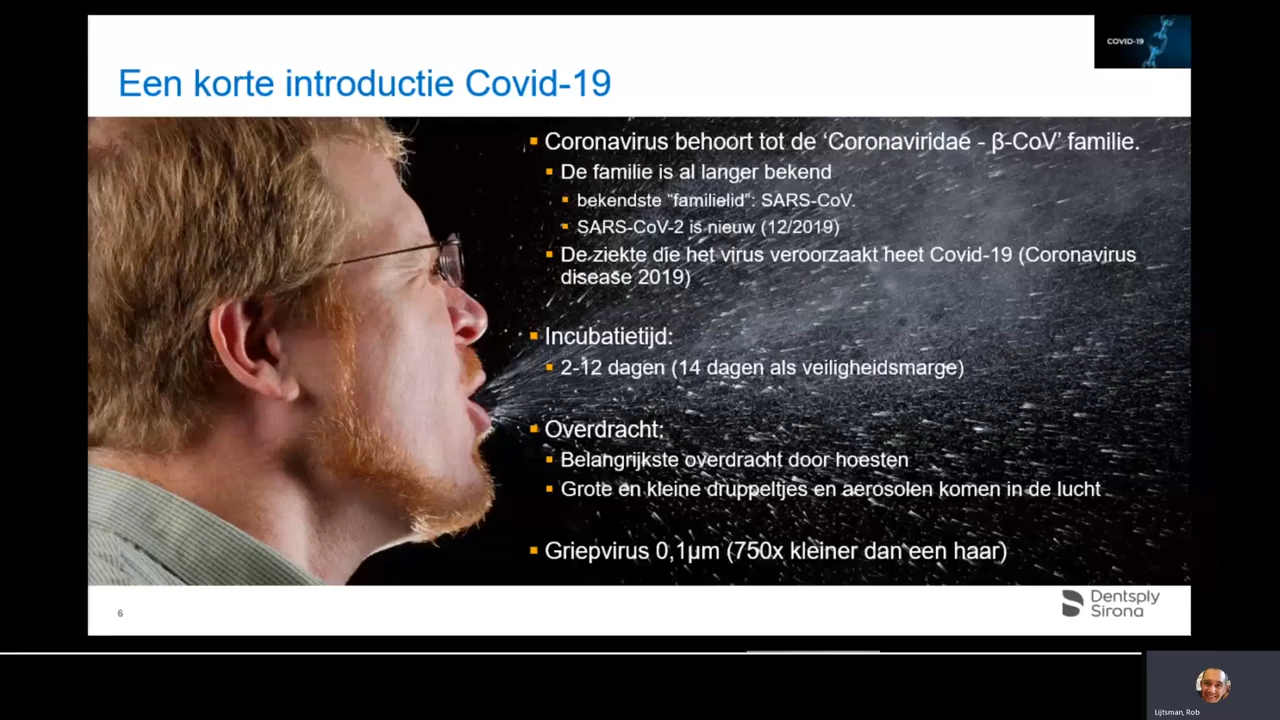 COVID-19
Een korte introductie Covid-19
Coronavirus behoort tot de ‘Coronaviridae - β-CoV’ familie.
De familie is al langer bekend
bekendste “familielid”: SARS-CoV.
SARS-CoV-2 is nieuw (12/2019)
De ziekte die het virus veroorzaakt heet Covid-19 (Coronavirus
disease 2019)
Incubatietijd:
2-12 dagen (14 dagen als veiligheidsmarge)
Overdracht:
Belangrijkste overdracht door hoesten
Grote en kleine druppeltjes en aerosolen komen in de lucht
Griepvirus 0,1µm (750x kleiner dan een haar)
6
Dentsply
Sirona
Lijtsman, Rob